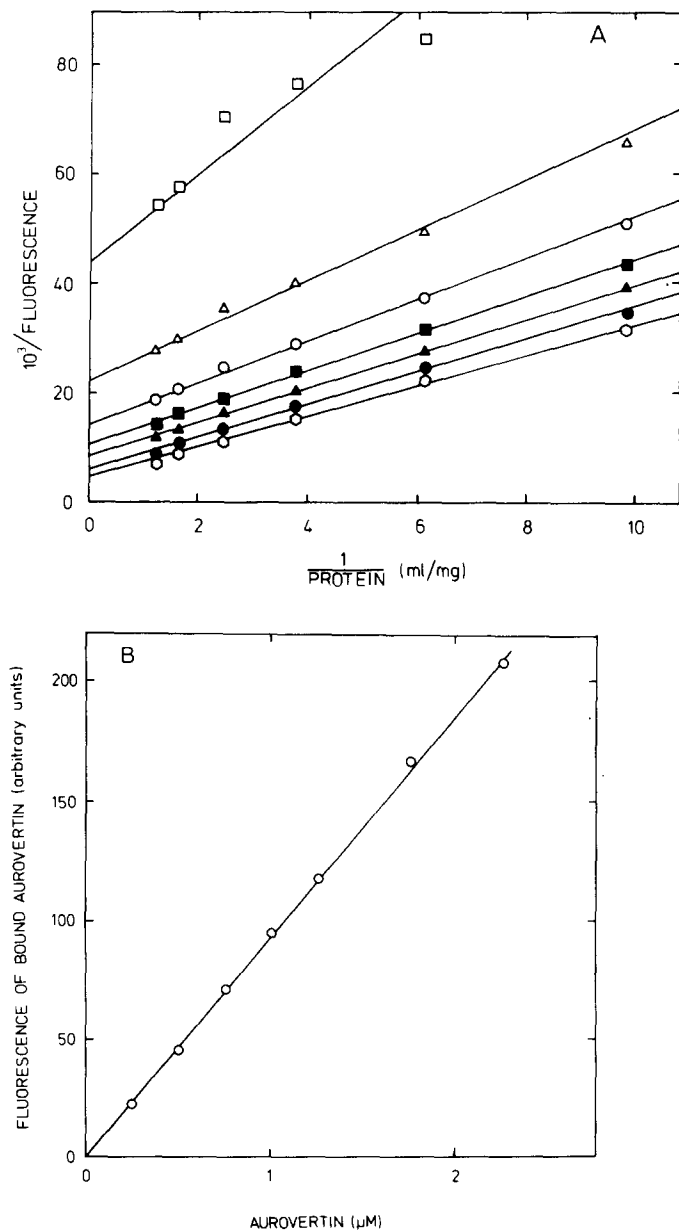 A
80
60
40
20
0
10³/FLUORESCENCE
0 2 4 6 8 10
1
PROTEIN (ml/mg)
B
200
150
100
50
0
FLUORESCENCE OF BOUND AUROVERTIN (arbitrary units)
0 1 2
AUROVERTIN (μM)